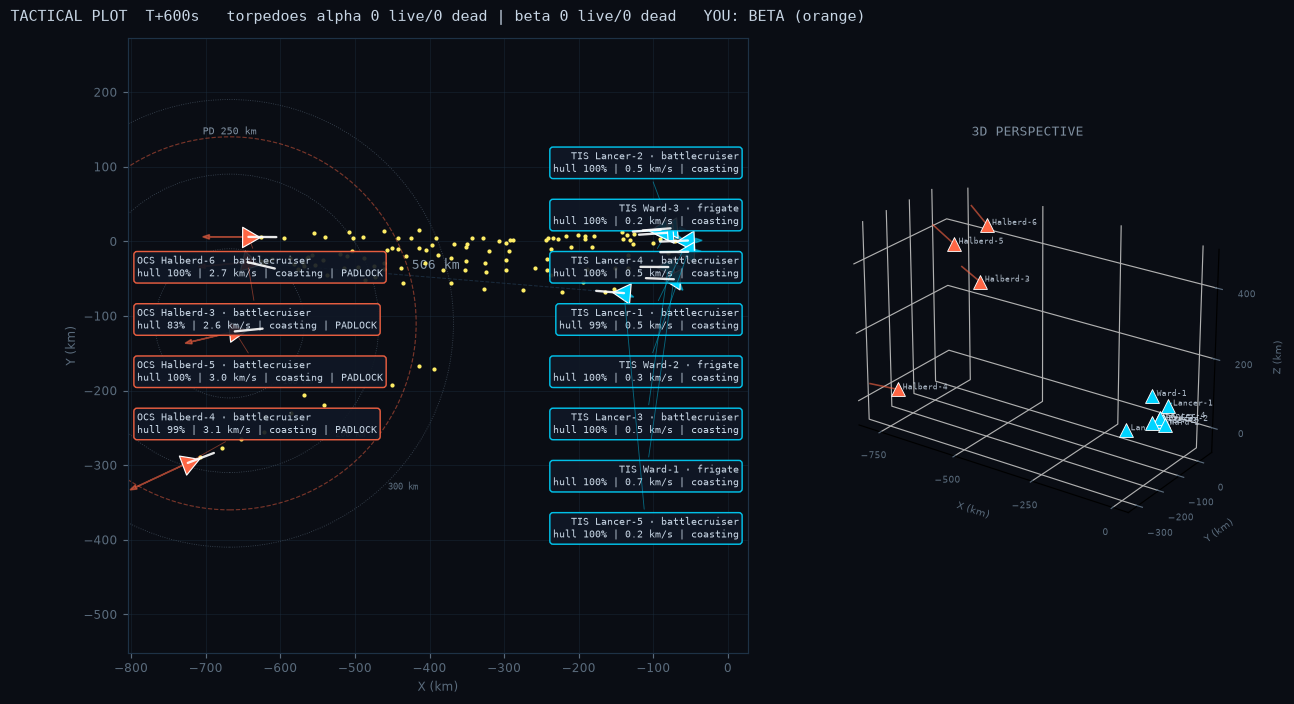 TACTICAL PLOT  T+600s   torpedoes alpha 0 live/0 dead | beta 0 live/0 dead   YOU: BETA (orange)
PD 250 km
506 km
300 km
TIS Lancer-2 · battlecruiser
hull 100% | 0.5 km/s | coasting
TIS Ward-3 · frigate
hull 100% | 0.2 km/s | coasting
TIS Lancer-4 · battlecruiser
hull 100% | 0.5 km/s | coasting
TIS Lancer-1 · battlecruiser
hull 99% | 0.5 km/s | coasting
TIS Ward-2 · frigate
hull 100% | 0.3 km/s | coasting
TIS Lancer-3 · battlecruiser
hull 100% | 0.5 km/s | coasting
TIS Ward-1 · frigate
hull 100% | 0.7 km/s | coasting
TIS Lancer-5 · battlecruiser
hull 100% | 0.2 km/s | coasting
OCS Halberd-6 · battlecruiser
hull 100% | 2.7 km/s | coasting | PADLOCK
OCS Halberd-3 · battlecruiser
hull 83% | 2.6 km/s | coasting | PADLOCK
OCS Halberd-5 · battlecruiser
hull 100% | 3.0 km/s | coasting | PADLOCK
OCS Halberd-4 · battlecruiser
hull 99% | 3.1 km/s | coasting | PADLOCK
200
100
0
−100
−200
−300
−400
−500
Y (km)
−800
−700
−600
−500
−400
−300
−200
−100
0
X (km)
3D PERSPECTIVE
Halberd-6
Halberd-5
Halberd-3
Halberd-4
Ward-1
Lancer-1
400
200
0
Z (km)
−750
−500
−250
0
X (km)
0
−100
−200
−300
Y (km)